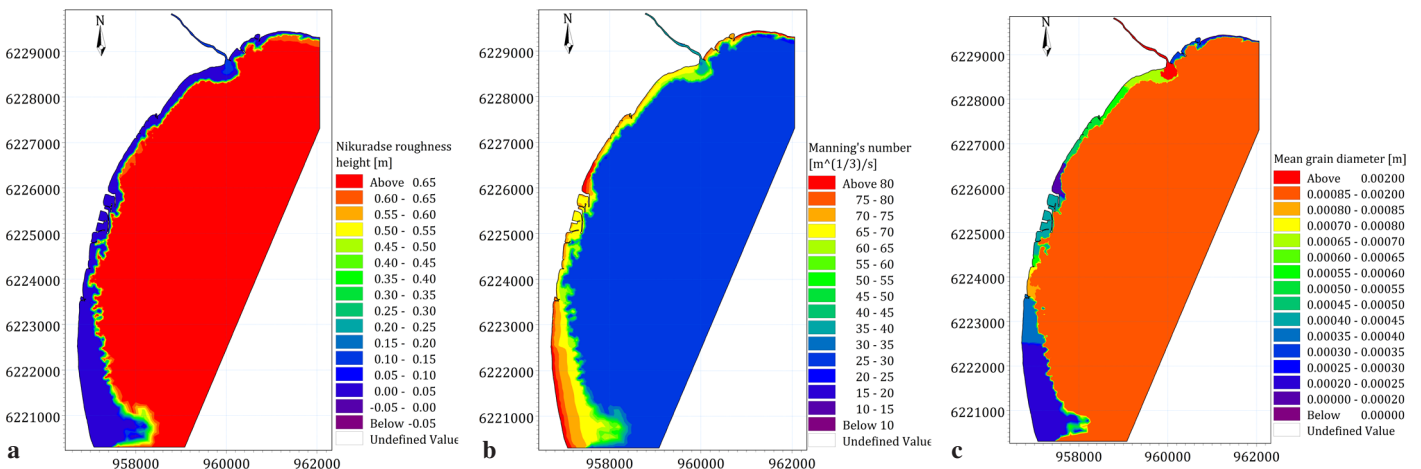 N
6229000
6228000
6227000
6226000
6225000
6224000
6223000
6222000
6221000
958000 960000 962000
Nikuradse roughness
height [m]
Above 0.65
0.60 - 0.65
0.55 - 0.60
0.50 - 0.55
0.45 - 0.50
0.40 - 0.45
0.35 - 0.40
0.30 - 0.35
0.25 - 0.30
0.20 - 0.25
0.15 - 0.20
0.10 - 0.15
0.05 - 0.10
0.00 - 0.05
-0.05 - 0.00
Below -0.05
Undefined Value
a
N
6229000
6228000
6227000
6226000
6225000
6224000
6223000
6222000
6221000
958000 960000 962000
Manning's number
[m^(1/3)/s]
Above 80
75 - 80
70 - 75
65 - 70
60 - 65
55 - 60
50 - 55
45 - 50
40 - 45
35 - 40
30 - 35
25 - 30
20 - 25
15 - 20
10 - 15
Below 10
Undefined Value
b
N
6229000
6228000
6227000
6226000
6225000
6224000
6223000
6222000
6221000
958000 960000 962000
Mean grain diameter [m]
Above 0.00200
0.00085 - 0.00200
0.00080 - 0.00085
0.00070 - 0.00080
0.00065 - 0.00070
0.00060 - 0.00065
0.00055 - 0.00060
0.00050 - 0.00055
0.00045 - 0.00050
0.00040 - 0.00045
0.00035 - 0.00040
0.00030 - 0.00035
0.00025 - 0.00030
0.00020 - 0.00025
0.00000 - 0.00020
Below 0.00000
Undefined Value
c